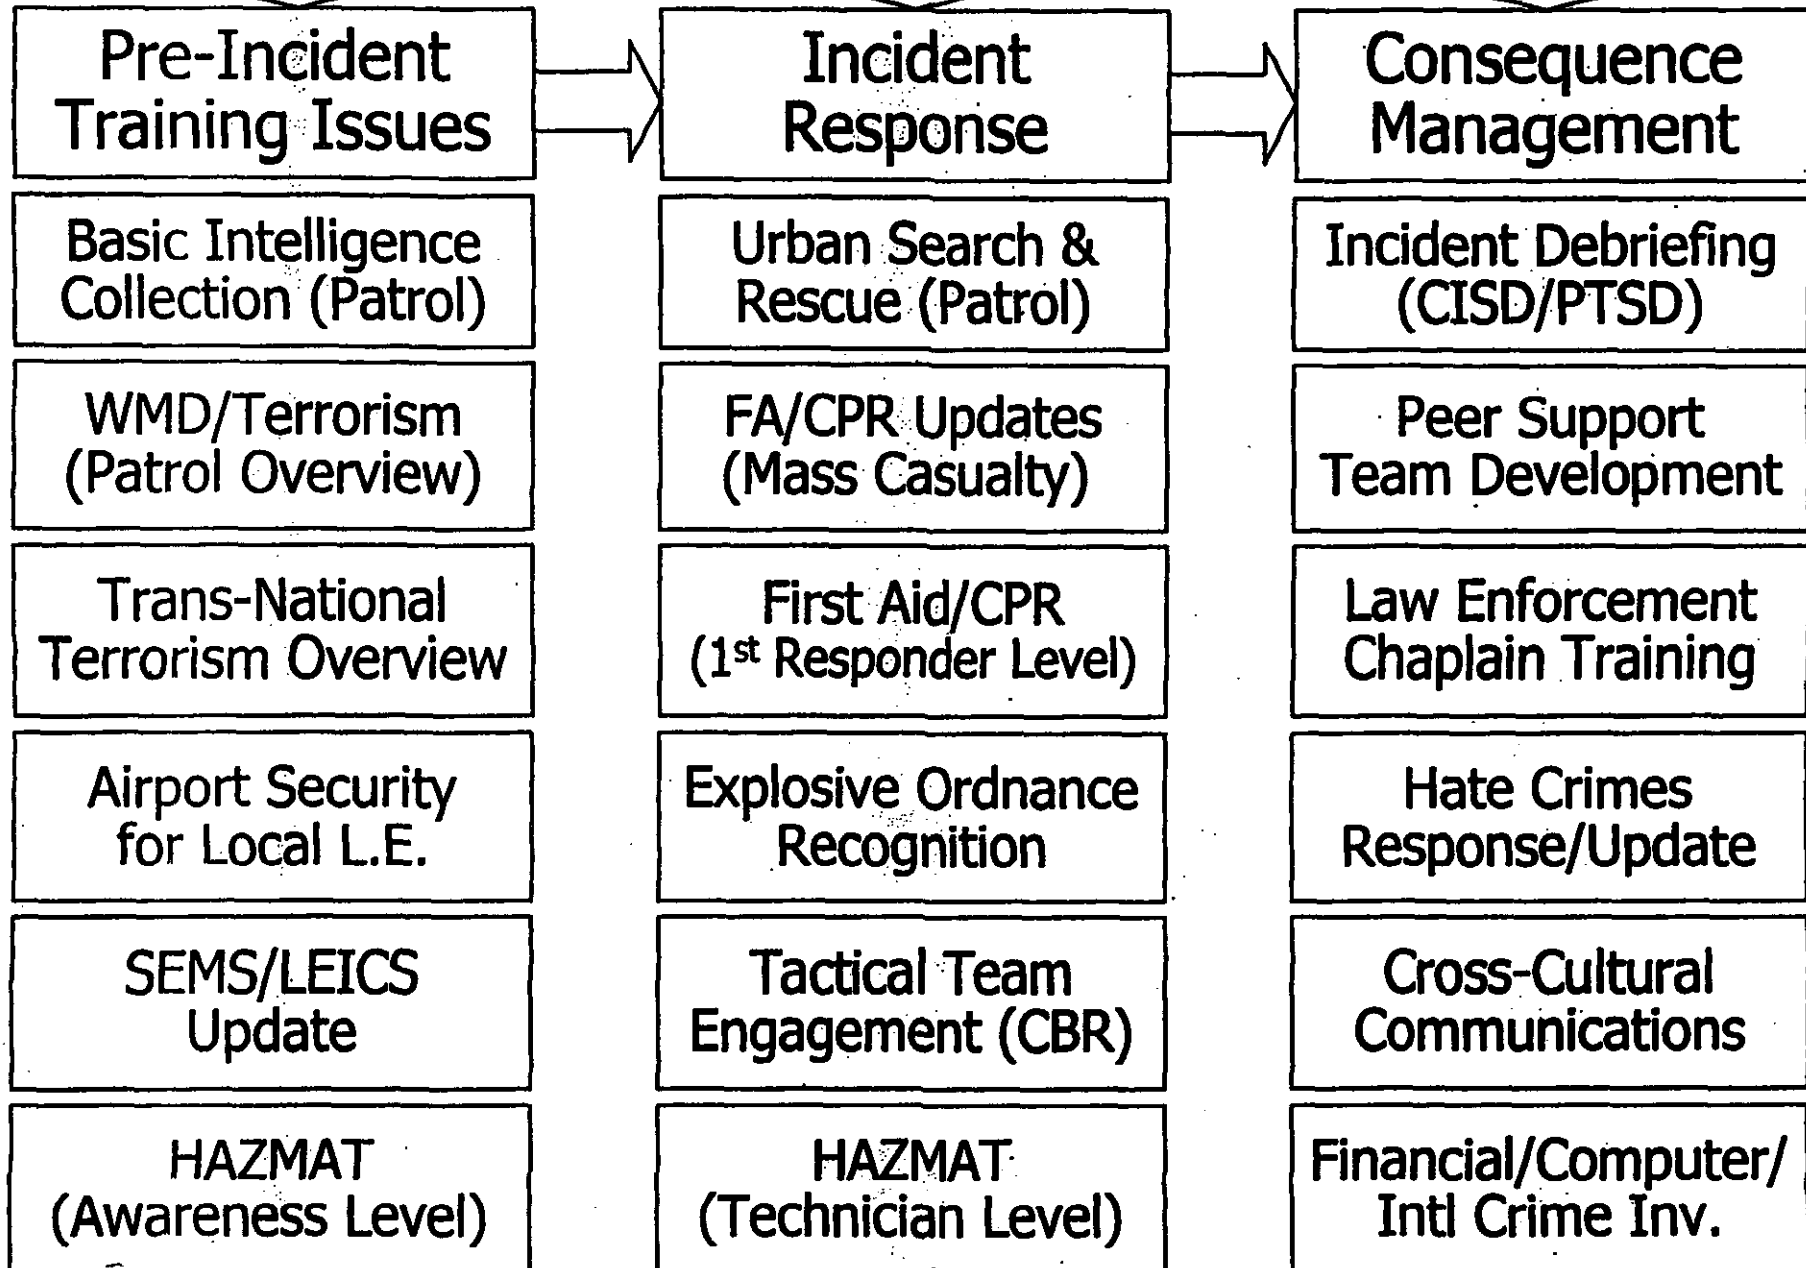 Pre-Incident
Training Issues
Basic Intelligence
Collection (Patrol)
WMD/Terrorism
(Patrol Overview)
Trans-National
Terrorism Overview
Airport Security
for Local L.E.
SEMS/LEICS
Update
HAZMAT
(Awareness Level)
Incident
Response
Urban Search &
Rescue (Patrol)
FA/CPR Updates
(Mass Casualty)
First Aid/CPR
(1st Responder Level)
Explosive Ordnance
Recognition
Tactical Team
Engagement (CBR)
HAZMAT
(Technician Level)
Consequence
Management
Incident Debriefing
(CISD/PTSD)
Peer Support
Team Development
Law Enforcement
Chaplain Training
Hate Crimes
Response/Update
Cross-Cultural
Communications
Financial/Computer/
Intl Crime Inv.